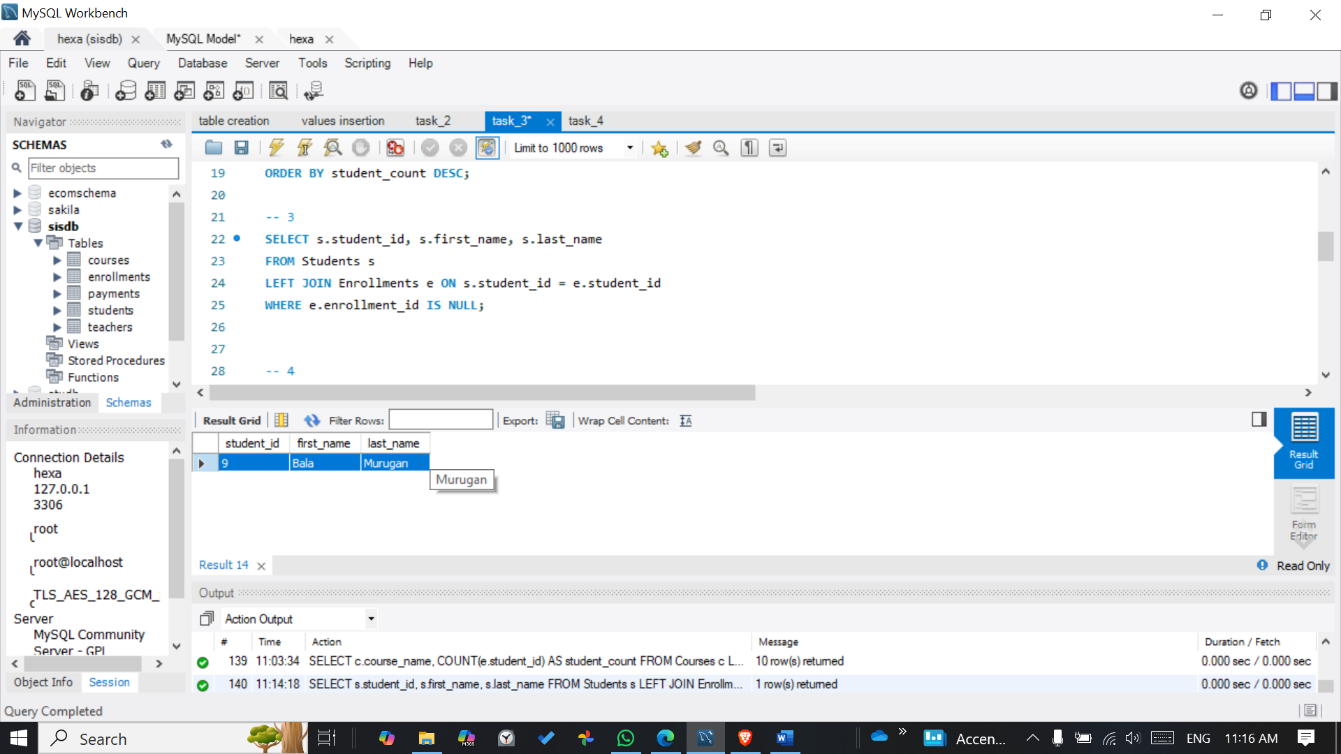 MySQL Workbench
hexa (sisdb)
MySQL Model*
hexa
File Edit View Query Database Server Tools Scripting Help
Navigator
SCHEMAS
Filter objects
ecomschema
sakila
sisdb
Tables
courses
enrollments
payments
students
teachers
Views
Stored Procedures
Functions
Administration Schemas
Information
Connection Details
hexa
127.0.0.1
3306
root
root@localhost
TLS_AES_128_GCM_
Server
MySQL Community
Server - GPL
Object Info Session
table creation values insertion task_2 task_3* task_4
Limit to 1000 rows
19 ORDER BY student_count DESC;
20
21 -- 3
22 SELECT s.student_id, s.first_name, s.last_name
23 FROM Students s
24 LEFT JOIN Enrollments e ON s.student_id = e.student_id
25 WHERE e.enrollment_id IS NULL;
26
27
28 -- 4
Result Grid Filter Rows: Export: Wrap Cell Content:
student_id first_name last_name
9 Bala Murugan
Murugan
Result Grid
Form Editor
Result 14
Read Only
Output
Action Output
# Time Action Message Duration / Fetch
139 11:03:34 SELECT c.course_name, COUNT(e.student_id) AS student_count FROM Courses c L... 10 row(s) returned 0.000 sec / 0.000 sec
140 11:14:18 SELECT s.student_id, s.first_name, s.last_name FROM Students s LEFT JOIN Enrollm... 1 row(s) returned 0.000 sec / 0.000 sec
Query Completed
Search
Accen...
ENG
11:16 AM